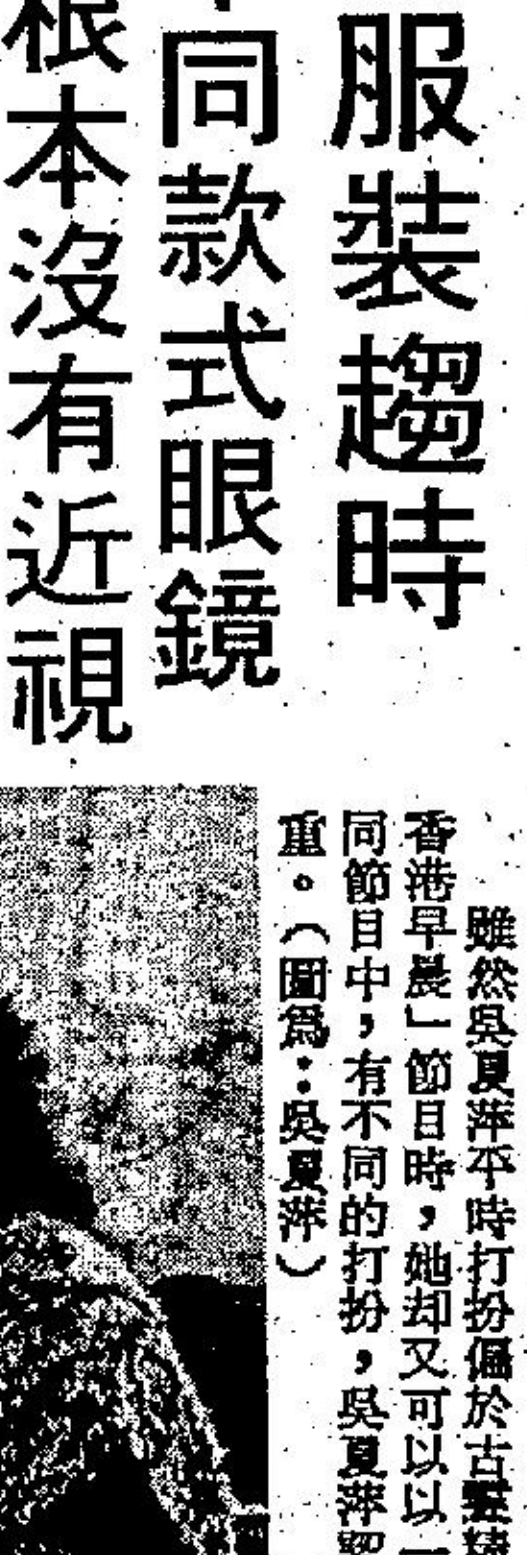 服裝趨時
同款式眼鏡
根本沒有近視
雖然吳夏萍平時打扮偏於古
香港早晨」節目時，她却又可以以一
同節目中，有不同的打扮，吳夏萍認
重。（圖爲：吳夏萍）